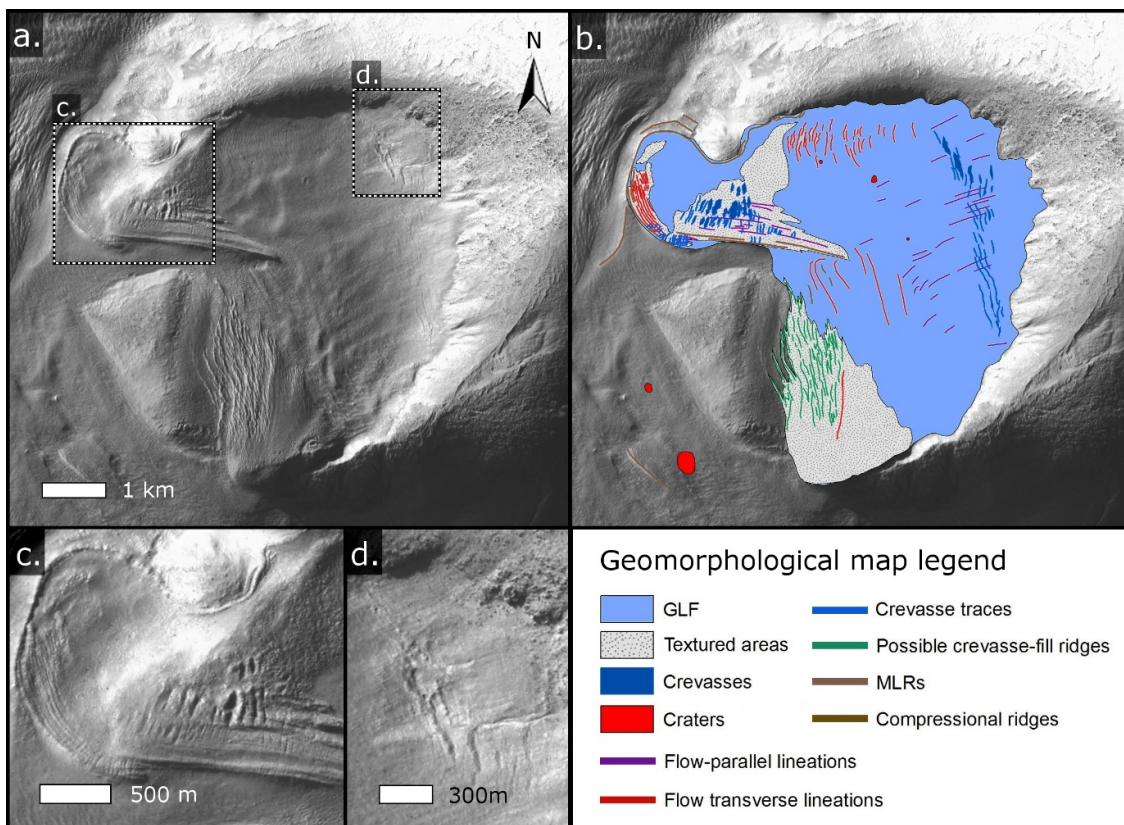 a.
N
d.
c.
1 km
b.
c.
500 m
d.
300m
Geomorphological map legend
GLF
Textured areas
Crevasses
Craters
Flow-parallel lineations
Flow transverse lineations
Crevasse traces
Possible crevasse-fill ridges
MLRs
Compressional ridges